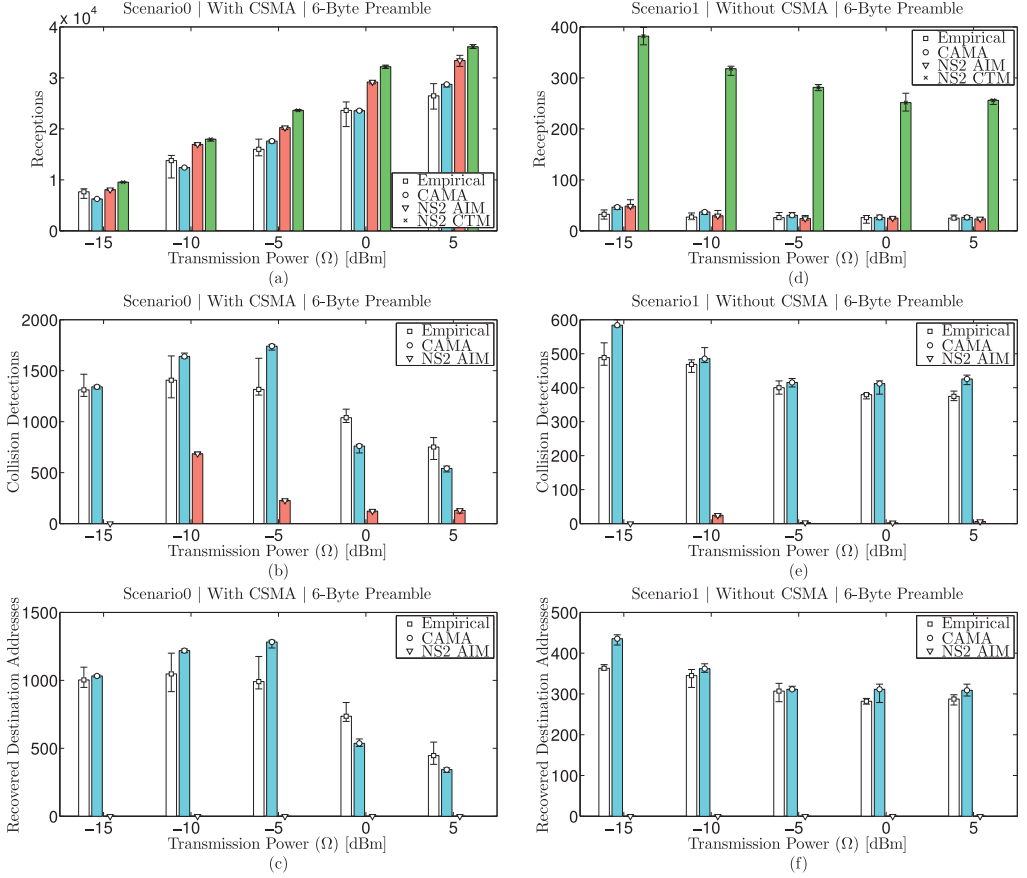 Scenario0 | With CSMA | 6-Byte Preamble
x 10⁴
4
3
2
1
0
Receptions
Empirical
CAMA
NS2 AIM
NS2 CTM
−15 −10 −5 0 5
Transmission Power (Ω) [dBm]
(a)
Scenario1 | Without CSMA | 6-Byte Preamble
400
300
200
100
0
Receptions
Empirical
CAMA
NS2 AIM
NS2 CTM
−15 −10 −5 0 5
Transmission Power (Ω) [dBm]
(d)
Scenario0 | With CSMA | 6-Byte Preamble
2000
1500
1000
500
0
Collision Detections
Empirical
CAMA
NS2 AIM
−15 −10 −5 0 5
Transmission Power (Ω) [dBm]
(b)
Scenario1 | Without CSMA | 6-Byte Preamble
600
500
400
300
200
100
0
Collision Detections
Empirical
CAMA
NS2 AIM
−15 −10 −5 0 5
Transmission Power (Ω) [dBm]
(e)
Scenario0 | With CSMA | 6-Byte Preamble
1500
1000
500
0
Recovered Destination Addresses
Empirical
CAMA
NS2 AIM
−15 −10 −5 0 5
Transmission Power (Ω) [dBm]
(c)
Scenario1 | Without CSMA | 6-Byte Preamble
500
400
300
200
100
0
Recovered Destination Addresses
Empirical
CAMA
NS2 AIM
−15 −10 −5 0 5
Transmission Power (Ω) [dBm]
(f)